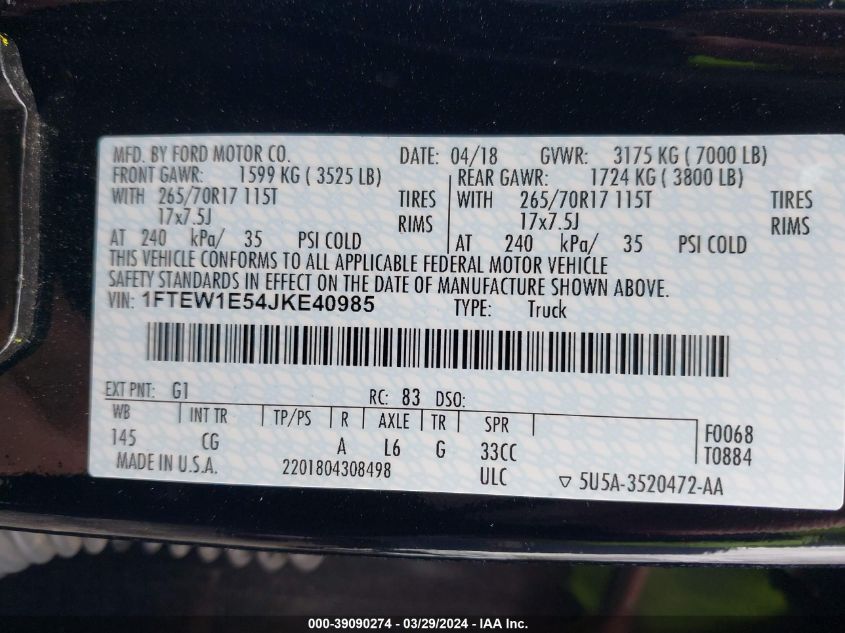 MFD. BY FORD MOTOR CO. DATE: 04/18 GVWR: 3175 KG ( 7000 LB)
FRONT GAWR: 1599 KG ( 3525 LB) REAR GAWR: 1724 KG ( 3800 LB)
WITH 265/70R17 115T TIRES WITH 265/70R17 115T TIRES
17x7.5J RIMS 17x7.5J RIMS
AT 240 kPa/ 35 PSI COLD AT 240 kPa/ 35 PSI COLD
THIS VEHICLE CONFORMS TO ALL APPLICABLE FEDERAL MOTOR VEHICLE
SAFETY STANDARDS IN EFFECT ON THE DATE OF MANUFACTURE SHOWN ABOVE.
VIN: 1FTEW1E54JKE40985 TYPE: Truck
EXT PNT: G1 RC: 83 DSO:
WB INT TR TP/PS R AXLE TR SPR
145 CG A L6 G 33CC
F0068
T0884
MADE IN U.S.A. 2201804308498 ULC ▽ 5U5A-3520472-AA
000-39090274 - 03/29/2024 - IAA Inc.